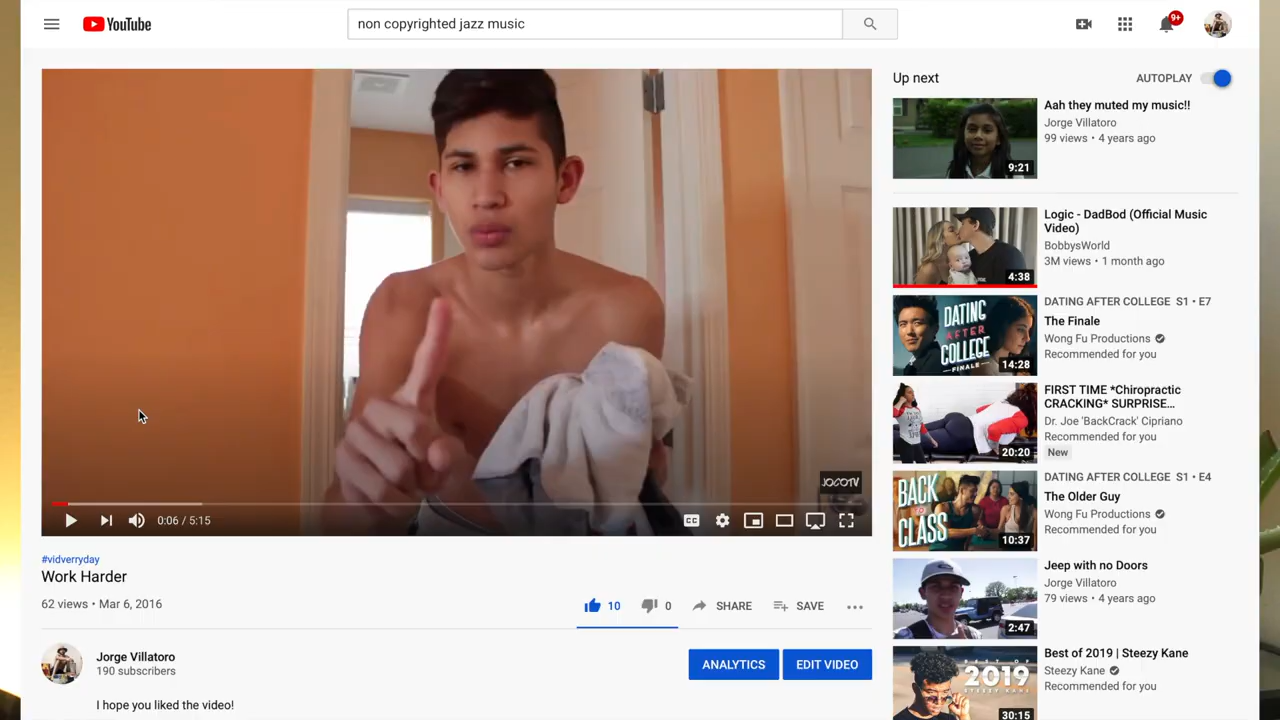 YouTube
non copyrighted jazz music
9+
Up next
AUTOPLAY
Aah they muted my music!!
Jorge Villatoro
99 views • 4 years ago
9:21
Logic - DadBod (Official Music
Video)
BobbysWorld
3M views • 1 month ago
4:38
DATING AFTER COLLEGE S1 • E7
The Finale
Wong Fu Productions
Recommended for you
DATING
AFTER
COLLEGE
FINALE
14:28
FIRST TIME *Chiropractic
CRACKING* SURPRISE…
Dr. Joe 'BackCrack' Cipriano
Recommended for you
New
20:20
DATING AFTER COLLEGE S1 • E4
The Older Guy
Wong Fu Productions
Recommended for you
BACK
TO
CLASS
10:37
Jeep with no Doors
Jorge Villatoro
79 views • 4 years ago
2:47
Best of 2019 | Steezy Kane
Steezy Kane
Recommended for you
BEST OF
2019
STEEZY KANE
30:15
JOCOTV
0:06 / 5:15
CC
#vidverryday
Work Harder
62 views • Mar 6, 2016
10
0
SHARE
SAVE
Jorge Villatoro
190 subscribers
ANALYTICS
EDIT VIDEO
I hope you liked the video!